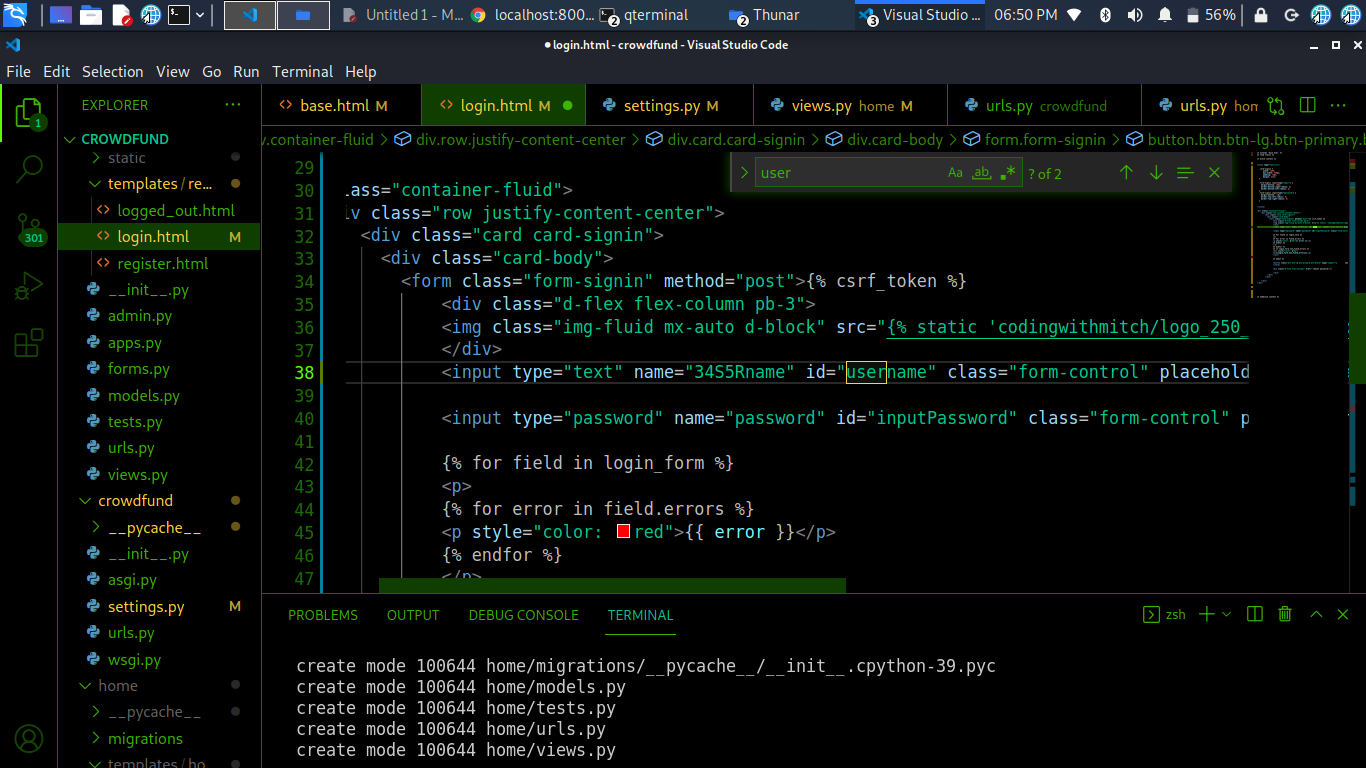 Untitled 1 - M...
localhost:800...
2 qterminal
2 Thunar
3 Visual Studio ...
06:50 PM
56%
login.html - crowdfund - Visual Studio Code
File Edit Selection View Go Run Terminal Help
1
EXPLORER
base.html M
login.html M
settings.py M
views.py home M
urls.py crowdfund
urls.py hom
v.container-fluid > div.row.justify-content-center > div.card.card-signin > div.card-body > form.form-signin > button.btn.btn-lg.btn-primary.b
CROWDFUND
static
templates / re...
logged_out.html
login.html M
register.html
__init__.py
admin.py
apps.py
forms.py
models.py
tests.py
urls.py
views.py
crowdfund
__pycache__
__init__.py
asgi.py
settings.py M
urls.py
wsgi.py
home
__pycache__
migrations
templates / ho
301
user Aa ab ? of 2
29
30 lass="container-fluid">
31 iv class="row justify-content-center">
32 <div class="card card-signin">
33 <div class="card-body">
34 <form class="form-signin" method="post">{% csrf_token %}
35 <div class="d-flex flex-column pb-3">
36 <img class="img-fluid mx-auto d-block" src="{% static 'codingwithmitch/logo_250_
37 </div>
38 <input type="text" name="34S5Rname" id="username" class="form-control" placehold
39
40 <input type="password" name="password" id="inputPassword" class="form-control" p
41
42 {% for field in login_form %}
43 <p>
44 {% for error in field.errors %}
45 <p style="color: red">{{ error }}</p>
46 {% endfor %}
47 </p>
PROBLEMS OUTPUT DEBUG CONSOLE TERMINAL
zsh
create mode 100644 home/migrations/__pycache__/__init__.cpython-39.pyc
create mode 100644 home/models.py
create mode 100644 home/tests.py
create mode 100644 home/urls.py
create mode 100644 home/views.py